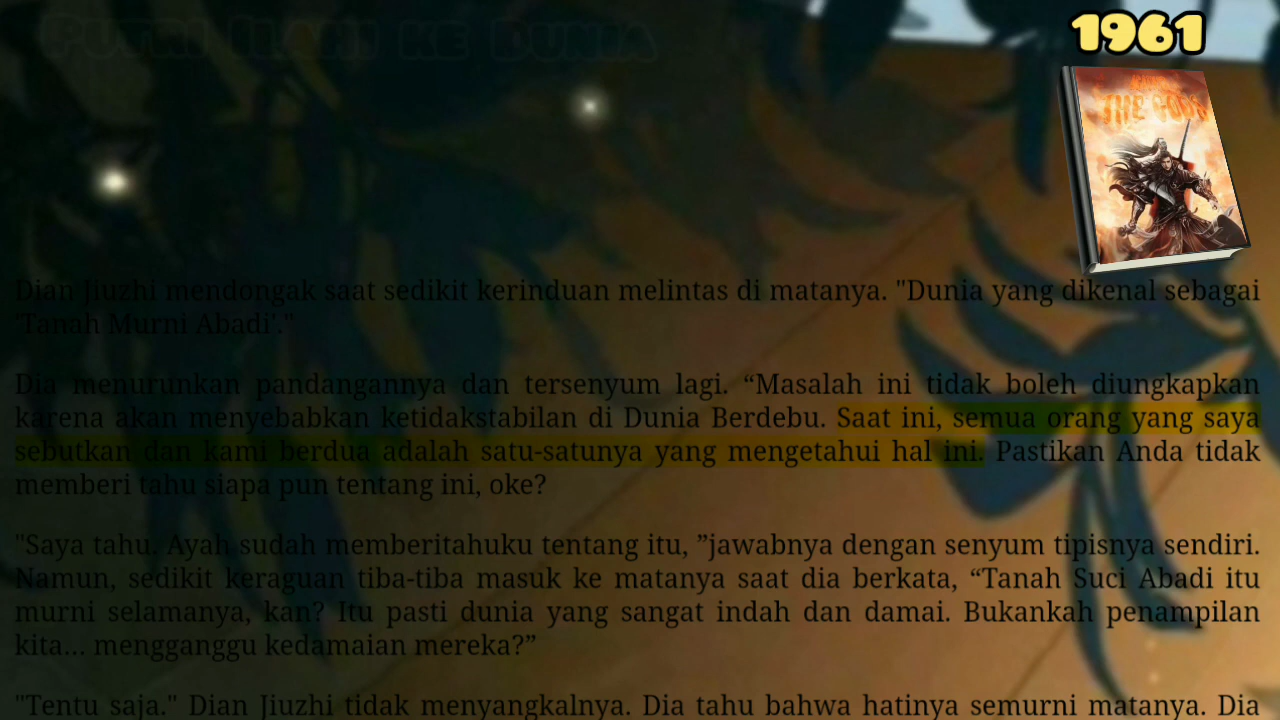 Putri Ilahi ke Dunia
1961
THE GODS
Dian Jiuzhi mendongak saat sedikit kerinduan melintas di matanya. "Dunia yang dikenal sebagai
'Tanah Murni Abadi'."
Dia menurunkan pandangannya dan tersenyum lagi. “Masalah ini tidak boleh diungkapkan
karena akan menyebabkan ketidakstabilan di Dunia Berdebu. Saat ini, semua orang yang saya
sebutkan dan kami berdua adalah satu-satunya yang mengetahui hal ini. Pastikan Anda tidak
memberi tahu siapa pun tentang ini, oke?
"Saya tahu. Ayah sudah memberitahuku tentang itu, ”jawabnya dengan senyum tipisnya sendiri.
Namun, sedikit keraguan tiba-tiba masuk ke matanya saat dia berkata, “Tanah Suci Abadi itu
murni selamanya, kan? Itu pasti dunia yang sangat indah dan damai. Bukankah penampilan
kita... mengganggu kedamaian mereka?”
"Tentu saja." Dian Jiuzhi tidak menyangkalnya. Dia tahu bahwa hatinya semurni matanya. Dia